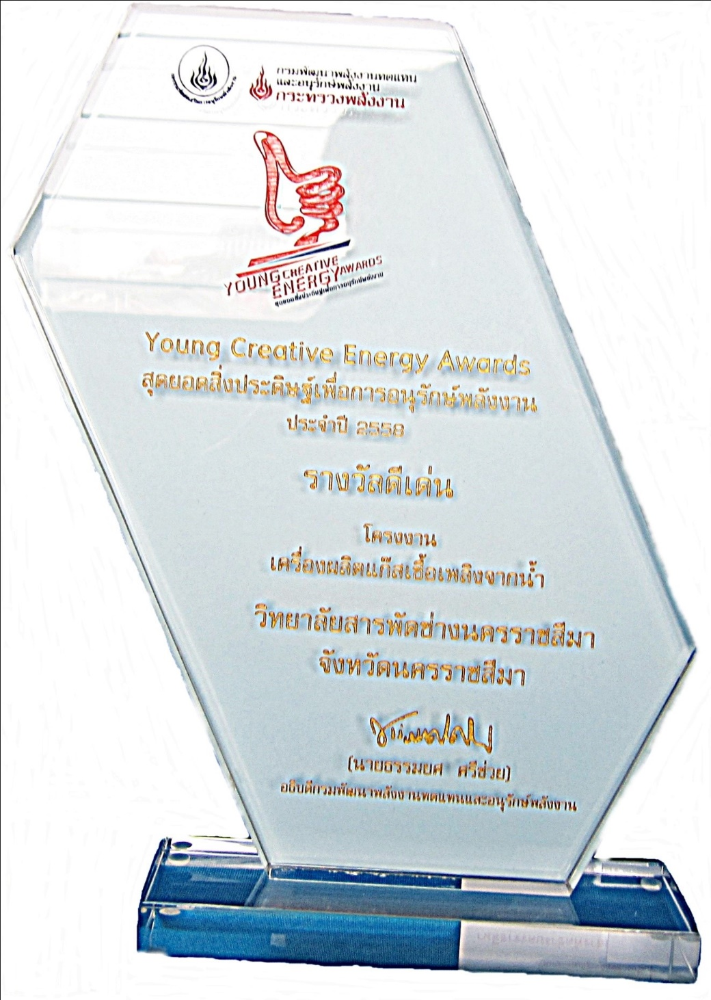 กรมพัฒนาพลังงานทดแทน
และอนุรักษ์พลังงาน
กระทรวงพลังงาน
YOUNG CREATIVE
ENERGY AWARDS
สุดยอดสิ่งประดิษฐ์เพื่อการอนุรักษ์พลังงาน
Young Creative Energy Awards
สุดยอดสิ่งประดิษฐ์เพื่อการอนุรักษ์พลังงาน
ประจำปี 2558
รางวัลดีเด่น
โครงงาน
เครื่องผลิตแก๊สเชื้อเพลิงจากน้ำ
วิทยาลัยสารพัดช่างนครราชสีมา
จังหวัดนครราชสีมา
(นายธรรมยศ ศรีช่วย)
อธิบดีกรมพัฒนาพลังงานทดแทนและอนุรักษ์พลังงาน